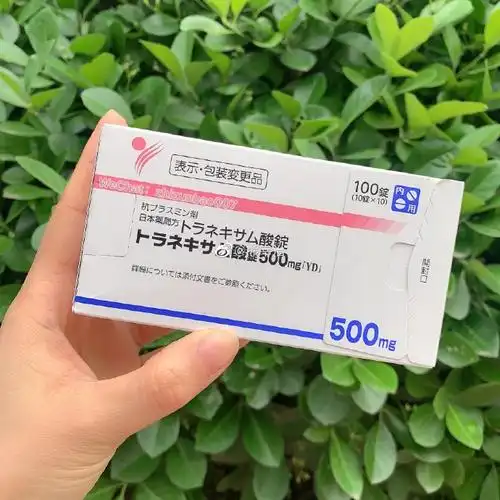 表示・包装変更品
WeChat: zhizunbao007
100錠
(10錠×10)
内用
抗プラスミン剤
日本薬局方 トラネキサム酸錠
トラネキサム酸錠500mg「YD」
詳細については添付文書をご参照ください。
開封口
500mg